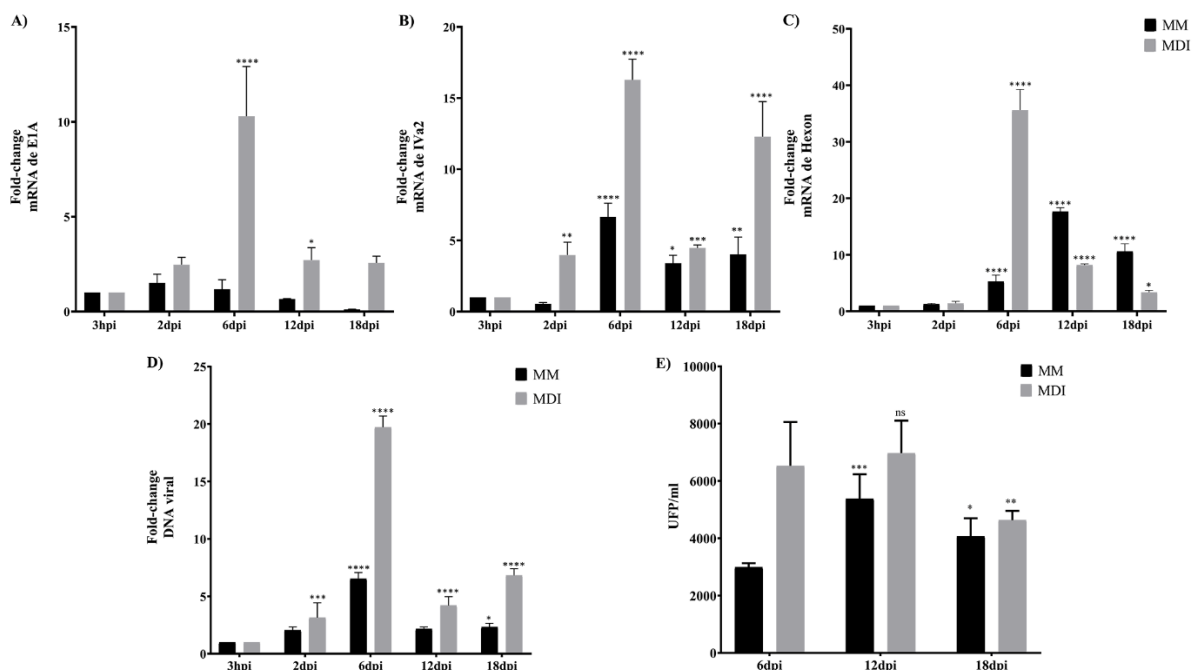 A)
Fold-change
mRNA de E1A
15
10
5
0
****
*
3hpi 2dpi 6dpi 12dpi 18dpi
B)
Fold-change
mRNA de IVa2
20
15
10
5
0
**
****
****
*
***
**
****
3hpi 2dpi 6dpi 12dpi 18dpi
C)
MM
MDI
Fold-change
mRNA de Hexon
50
40
30
20
10
0
****
****
****
****
****
*
3hpi 2dpi 6dpi 12dpi 18dpi
D)
MM
MDI
Fold-change
DNA viral
25
20
15
10
5
0
***
****
****
****
*
****
3hpi 2dpi 6dpi 12dpi 18dpi
E)
MM
MDI
UFP/ml
10000
8000
6000
4000
2000
0
***
ns
*
**
6dpi 12dpi 18dpi